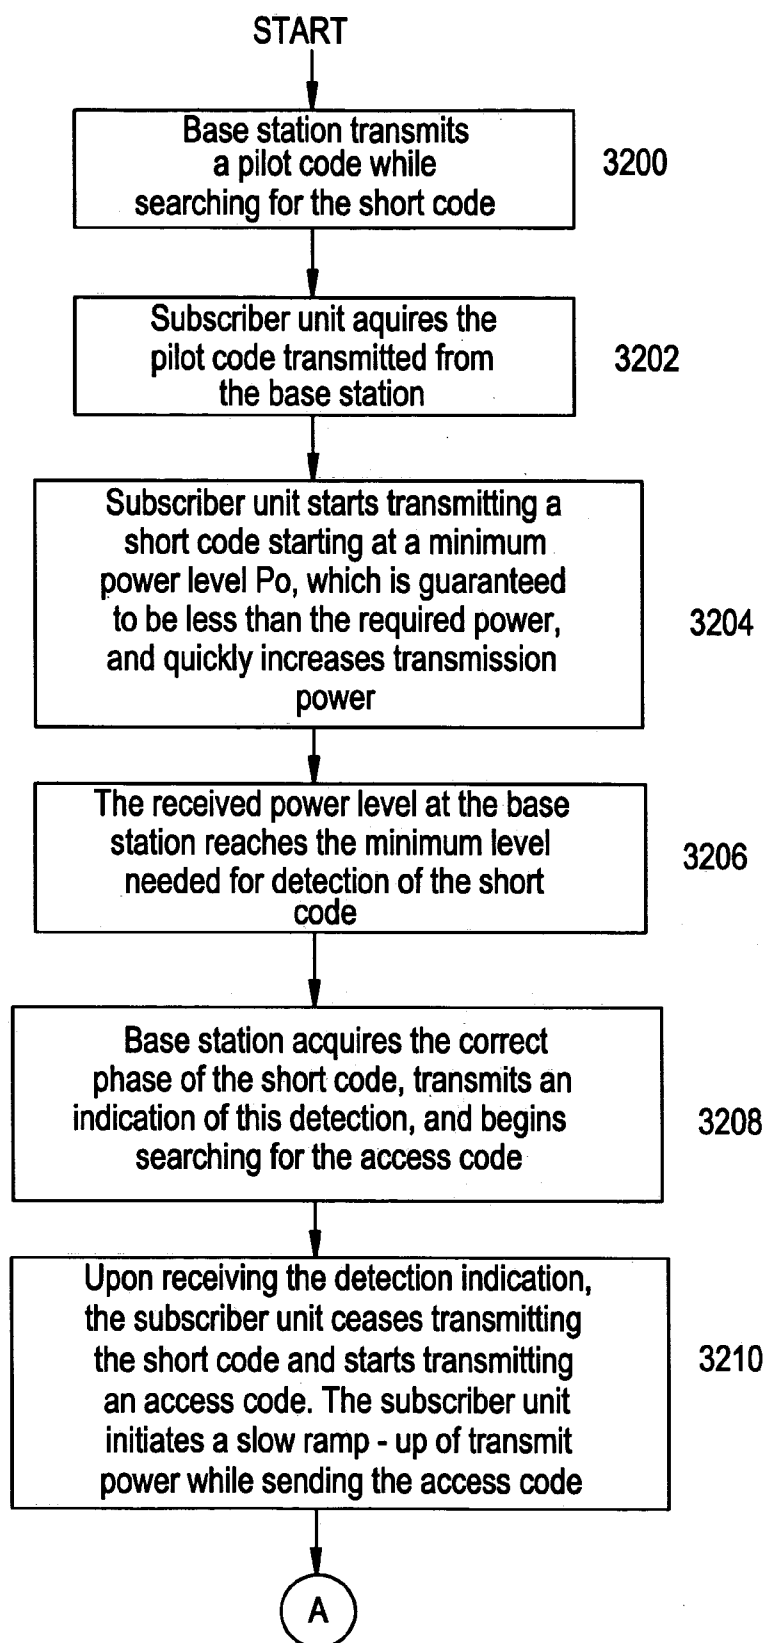 START
Base station transmits
a pilot code while
searching for the short code
3200
Subscriber unit aquires the
pilot code transmitted from
the base station
3202
Subscriber unit starts transmitting a
short code starting at a minimum
power level Po, which is guaranteed
to be less than the required power,
and quickly increases transmission
power
3204
The received power level at the base
station reaches the minimum level
needed for detection of the short
code
3206
Base station acquires the correct
phase of the short code, transmits an
indication of this detection, and begins
searching for the access code
3208
Upon receiving the detection indication,
the subscriber unit ceases transmitting
the short code and starts transmitting
an access code. The subscriber unit
initiates a slow ramp - up of transmit
power while sending the access code
3210
A